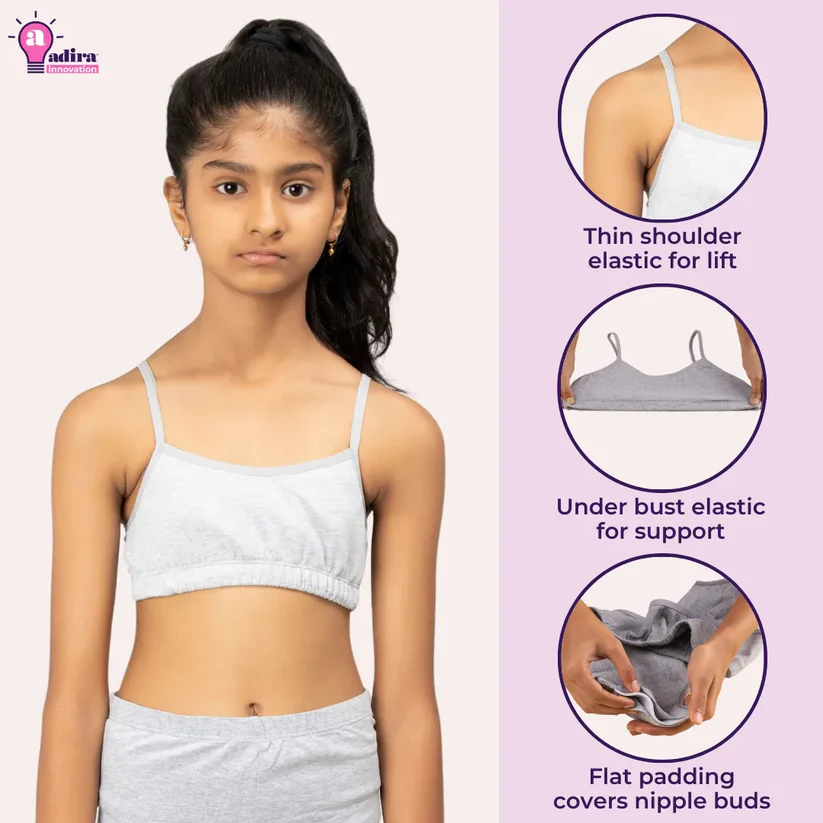 a
adira
innovation
Thin shoulder
elastic for lift
Under bust elastic
for support
Flat padding
covers nipple buds